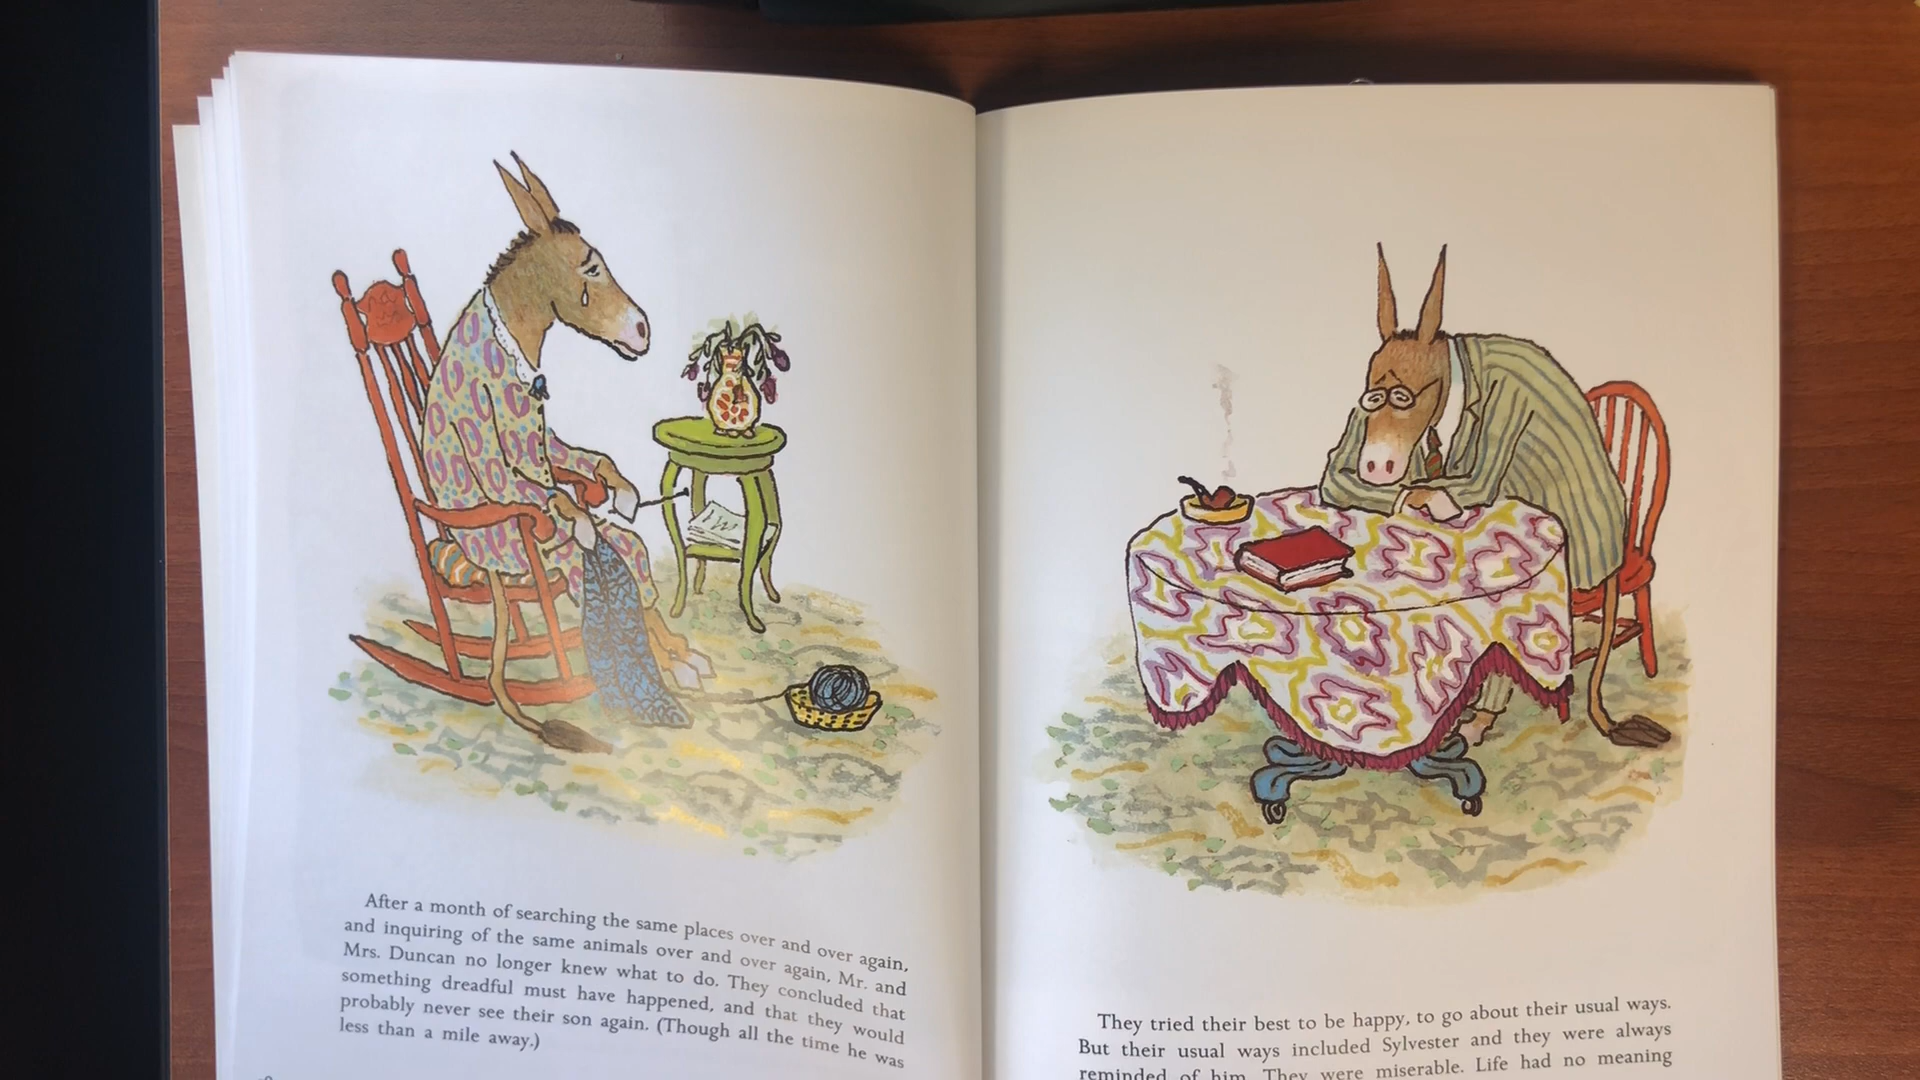 After a month of searching the same places over and over again,
and inquiring of the same animals over and over again, Mr. and
Mrs. Duncan no longer knew what to do. They concluded that
something dreadful must have happened, and that they would
probably never see their son again. (Though all the time he was
less than a mile away.)
They tried their best to be happy, to go about their usual ways.
But their usual ways included Sylvester and they were always
reminded of him. They were miserable. Life had no meaning